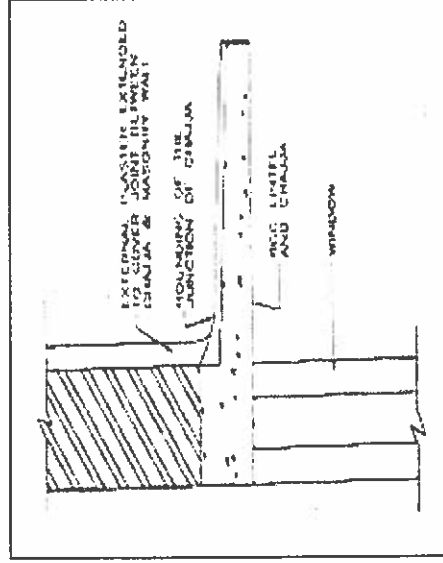 EXTERNAL PLASTER EXTENDED
TO COVER JOINT BETWEEN
CHAJJA & MASONRY WALL
ROUNDING OF THE
JUNCTION OF CHAJJA
RCC LINTEL
AND CHAJJA
WINDOW